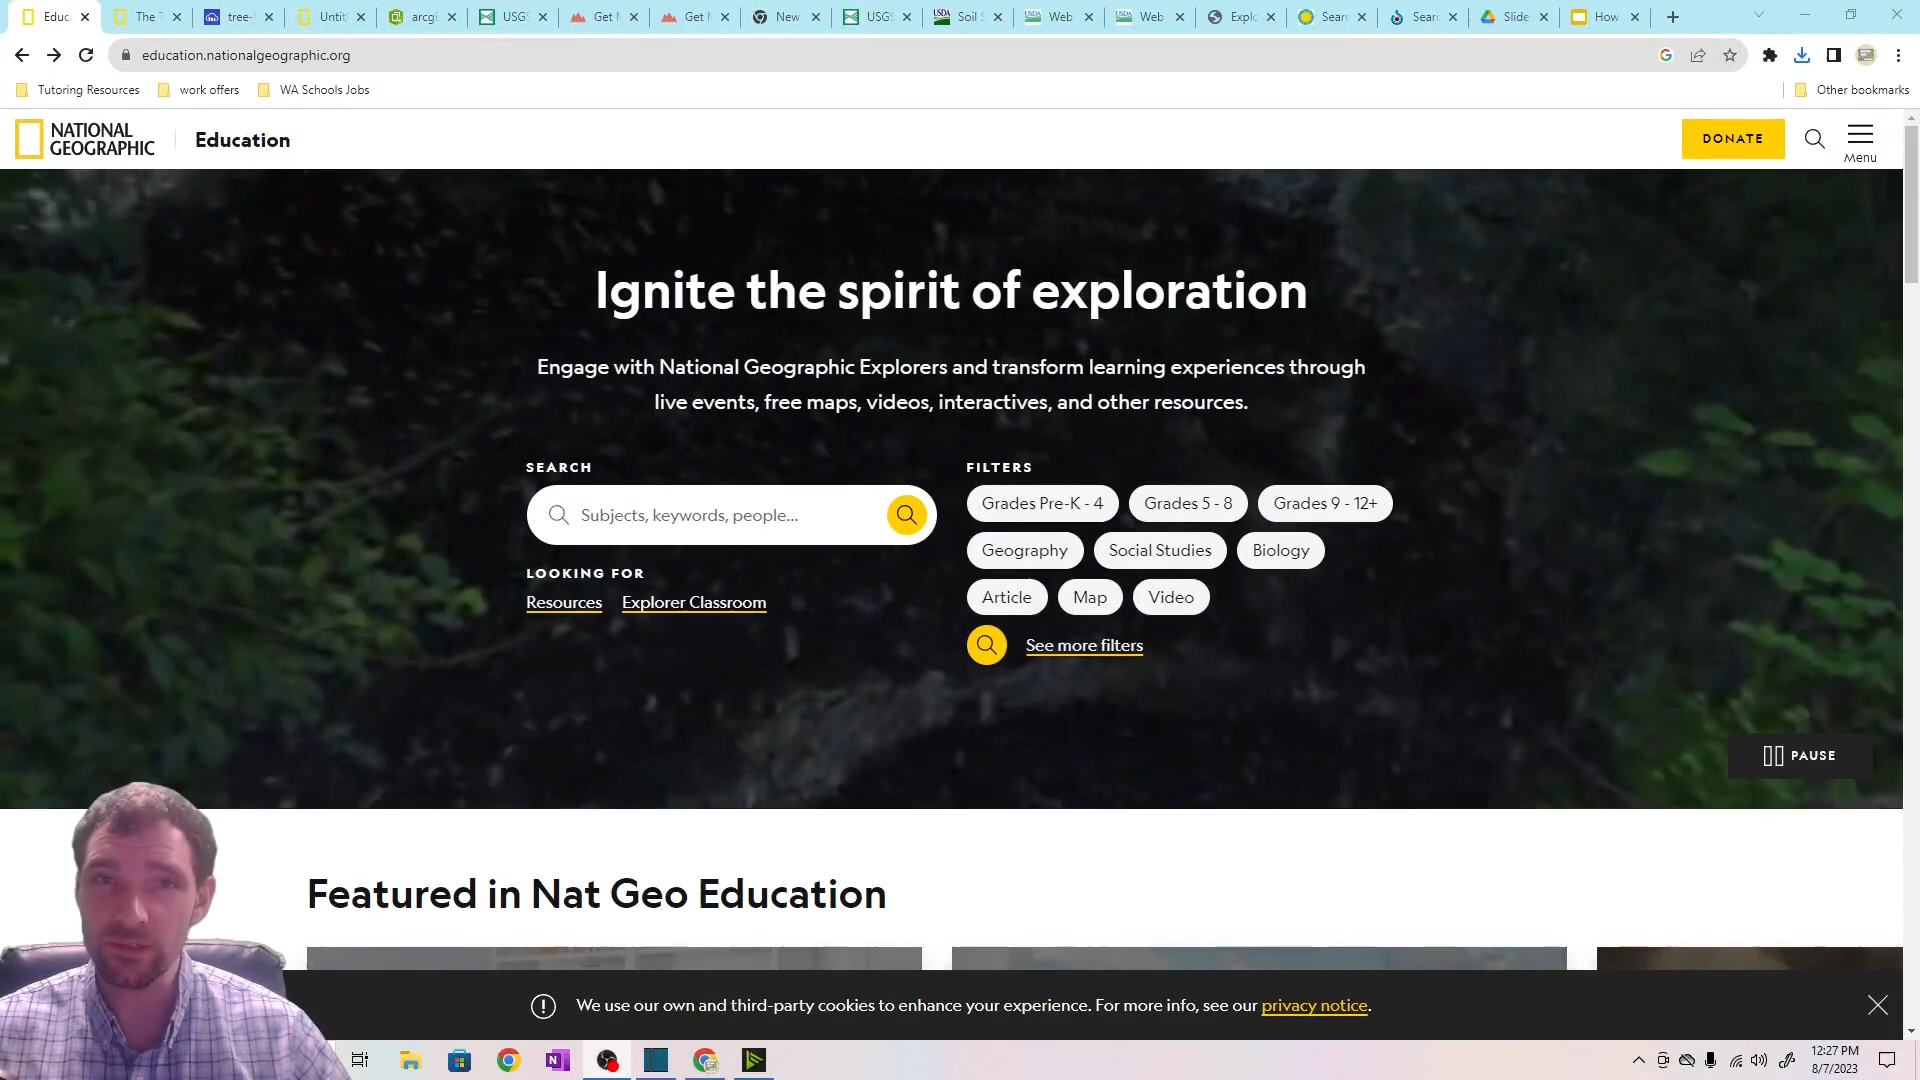 Educ
The T
tree-
Untit
arcgi
USGS
Get M
Get M
New
USGS
Soil S
Web
Web
Explo
Searc
Searc
Slide
How
education.nationalgeographic.org
Tutoring Resources
work offers
WA Schools Jobs
Other bookmarks
NATIONAL
GEOGRAPHIC
Education
DONATE
Menu
Ignite the spirit of exploration
Engage with National Geographic Explorers and transform learning experiences through
live events, free maps, videos, interactives, and other resources.
SEARCH
Subjects, keywords, people...
LOOKING FOR
Resources Explorer Classroom
FILTERS
Grades Pre-K - 4 Grades 5 - 8 Grades 9 - 12+
Geography Social Studies Biology
Article Map Video
See more filters
PAUSE
Featured in Nat Geo Education
We use our own and third-party cookies to enhance your experience. For more info, see our privacy notice.
12:27 PM
8/7/2023